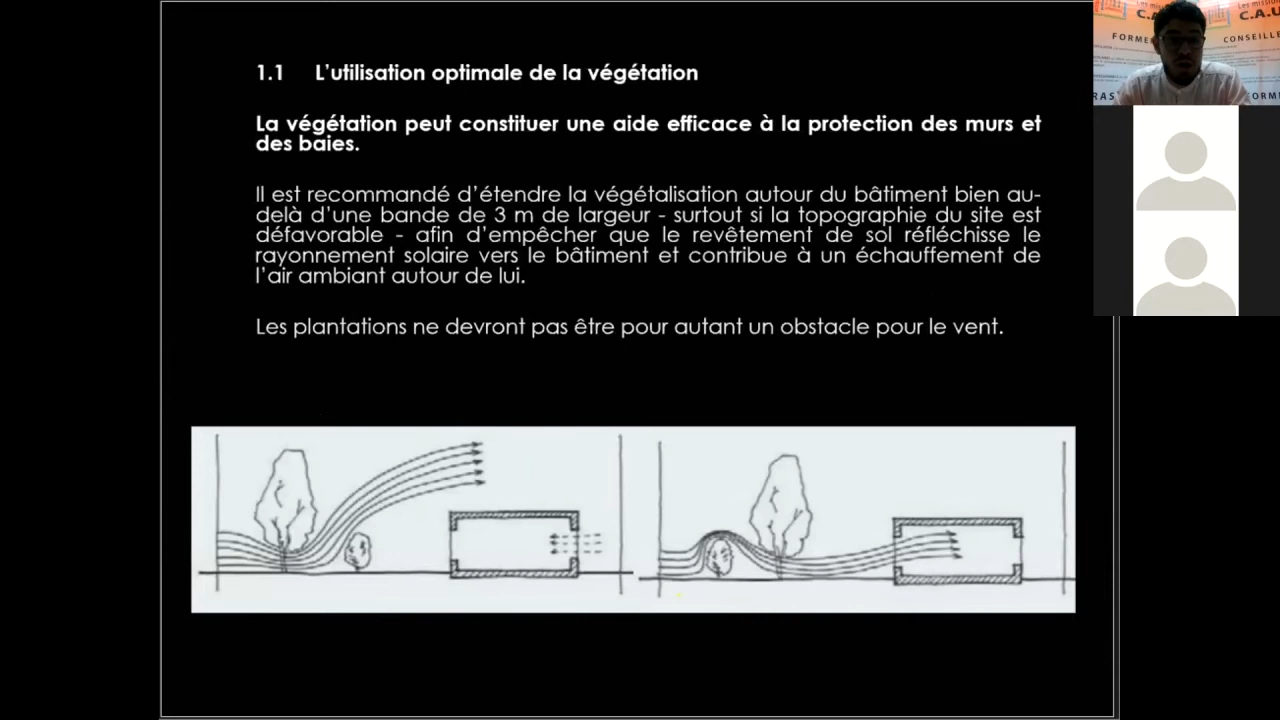 1.1 L'utilisation optimale de la végétation
La végétation peut constituer une aide efficace à la protection des murs et
des baies.
Il est recommandé d'étendre la végétalisation autour du bâtiment bien au-
delà d'une bande de 3 m de largeur - surtout si la topographie du site est
défavorable - afin d'empêcher que le revêtement de sol réfléchisse le
rayonnement solaire vers le bâtiment et contribue à un échauffement de
l'air ambiant autour de lui.
Les plantations ne devront pas être pour autant un obstacle pour le vent.
Les mission
C.A.U
FORME
CONSEILLE
RAS
FORM